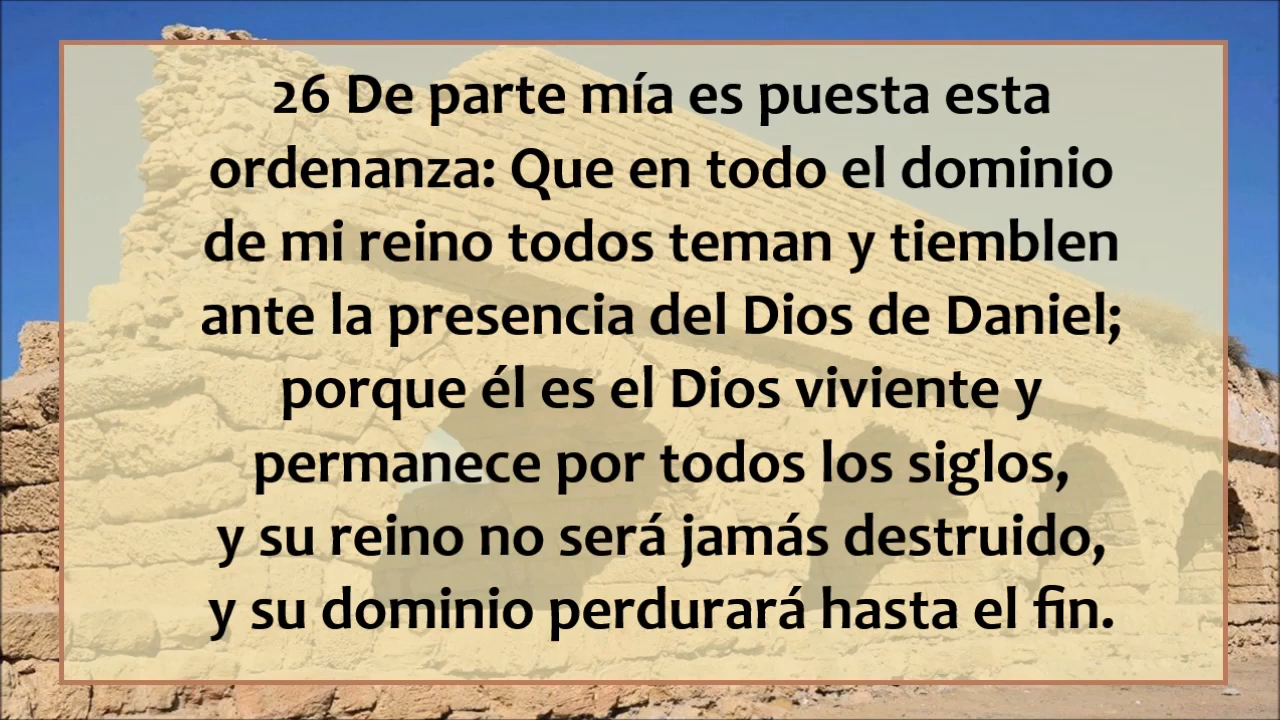 26 De parte mía es puesta esta
ordenanza: Que en todo el dominio
de mi reino todos teman y tiemblen
ante la presencia del Dios de Daniel;
porque él es el Dios viviente y
permanece por todos los siglos,
y su reino no será jamás destruido,
y su dominio perdurará hasta el fin.